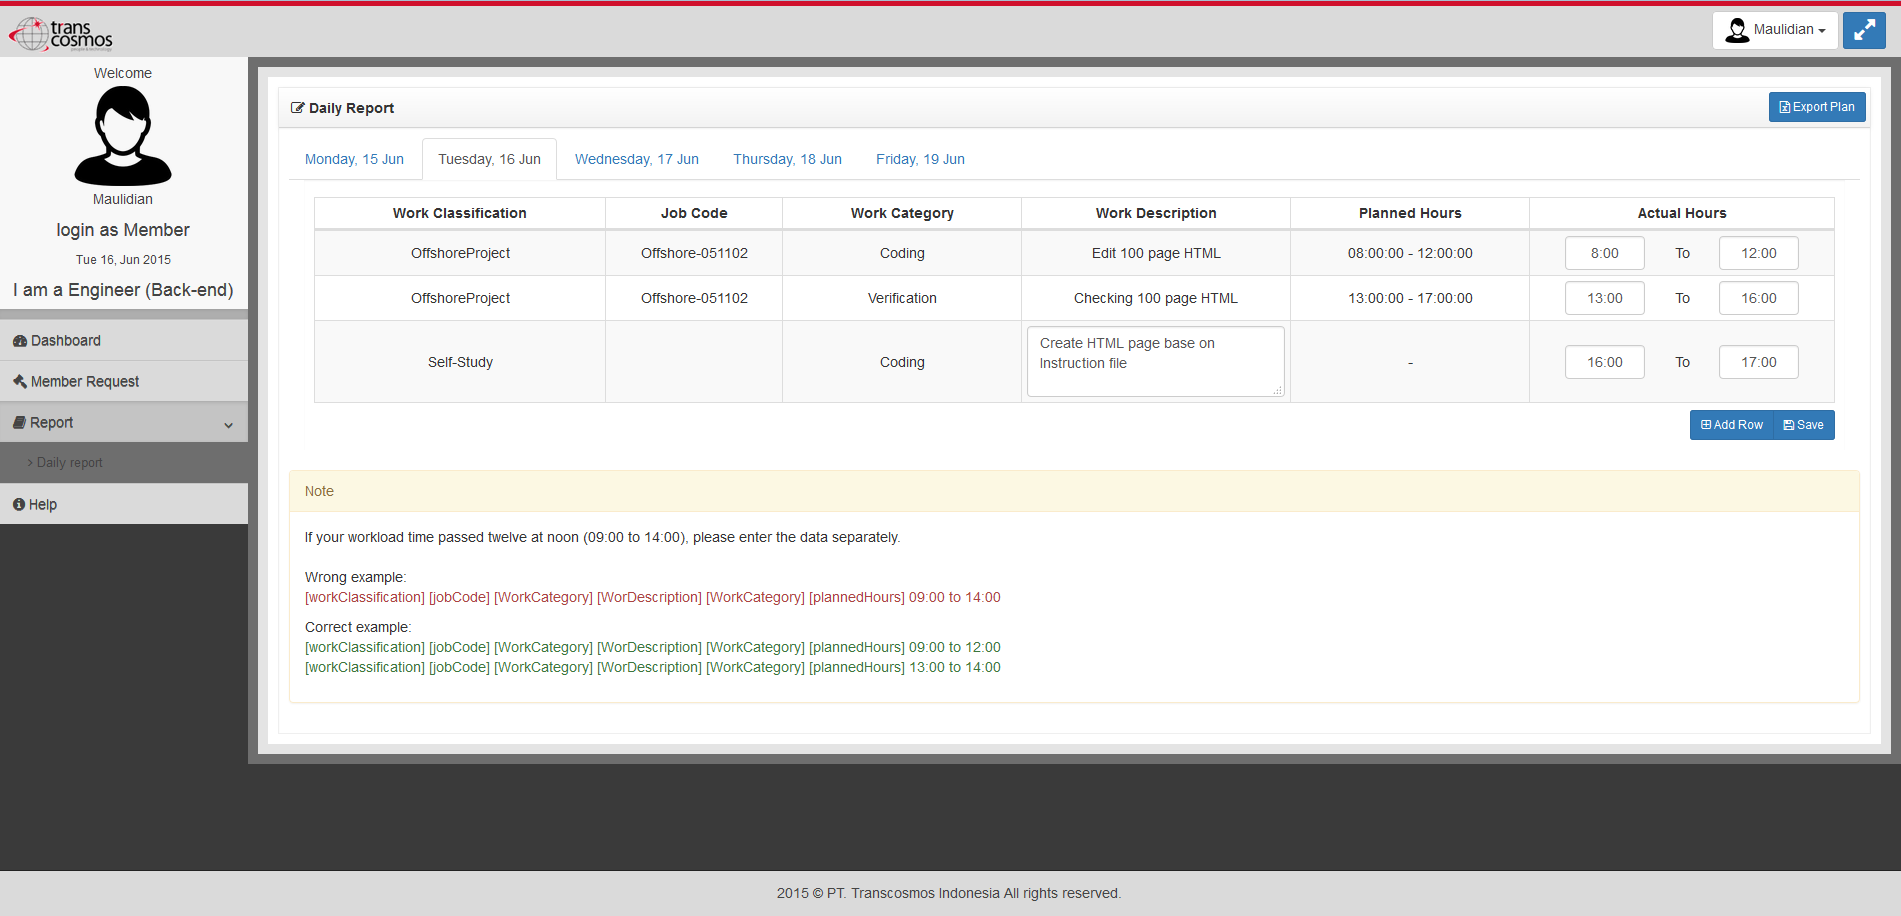 trans
cosmos
Maulidian
Welcome
Maulidian
login as Member
Tue 16, Jun 2015
I am a Engineer (Back-end)
Dashboard
Member Request
Report
Daily report
Help
Daily Report
Export Plan
Monday, 15 Jun Tuesday, 16 Jun Wednesday, 17 Jun Thursday, 18 Jun Friday, 19 Jun
Work Classification Job Code Work Category Work Description Planned Hours Actual Hours
OffshoreProject Offshore-051102 Coding Edit 100 page HTML 08:00:00 - 12:00:00 8:00 To 12:00
OffshoreProject Offshore-051102 Verification Checking 100 page HTML 13:00:00 - 17:00:00 13:00 To 16:00
Self-Study Coding Create HTML page base on
Instruction file - 16:00 To 17:00
Add Row Save
Note
If your workload time passed twelve at noon (09:00 to 14:00), please enter the data separately.
Wrong example:
[workClassification] [jobCode] [WorkCategory] [WorDescription] [WorkCategory] [plannedHours] 09:00 to 14:00
Correct example:
[workClassification] [jobCode] [WorkCategory] [WorDescription] [WorkCategory] [plannedHours] 09:00 to 12:00
[workClassification] [jobCode] [WorkCategory] [WorDescription] [WorkCategory] [plannedHours] 13:00 to 14:00
2015 © PT. Transcosmos Indonesia All rights reserved.